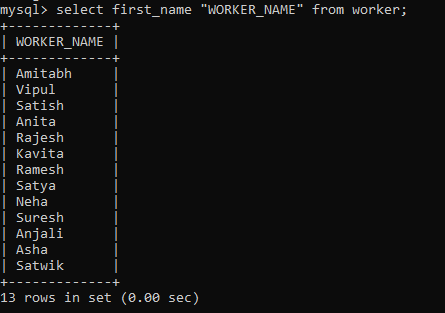 mysql> select first_name "WORKER_NAME" from worker;
+-------------+
| WORKER_NAME |
+-------------+
| Amitabh     |
| Vipul       |
| Satish      |
| Anita       |
| Rajesh      |
| Kavita      |
| Ramesh      |
| Satya       |
| Neha        |
| Suresh      |
| Anjali      |
| Asha        |
| Satwik      |
+-------------+
13 rows in set (0.00 sec)